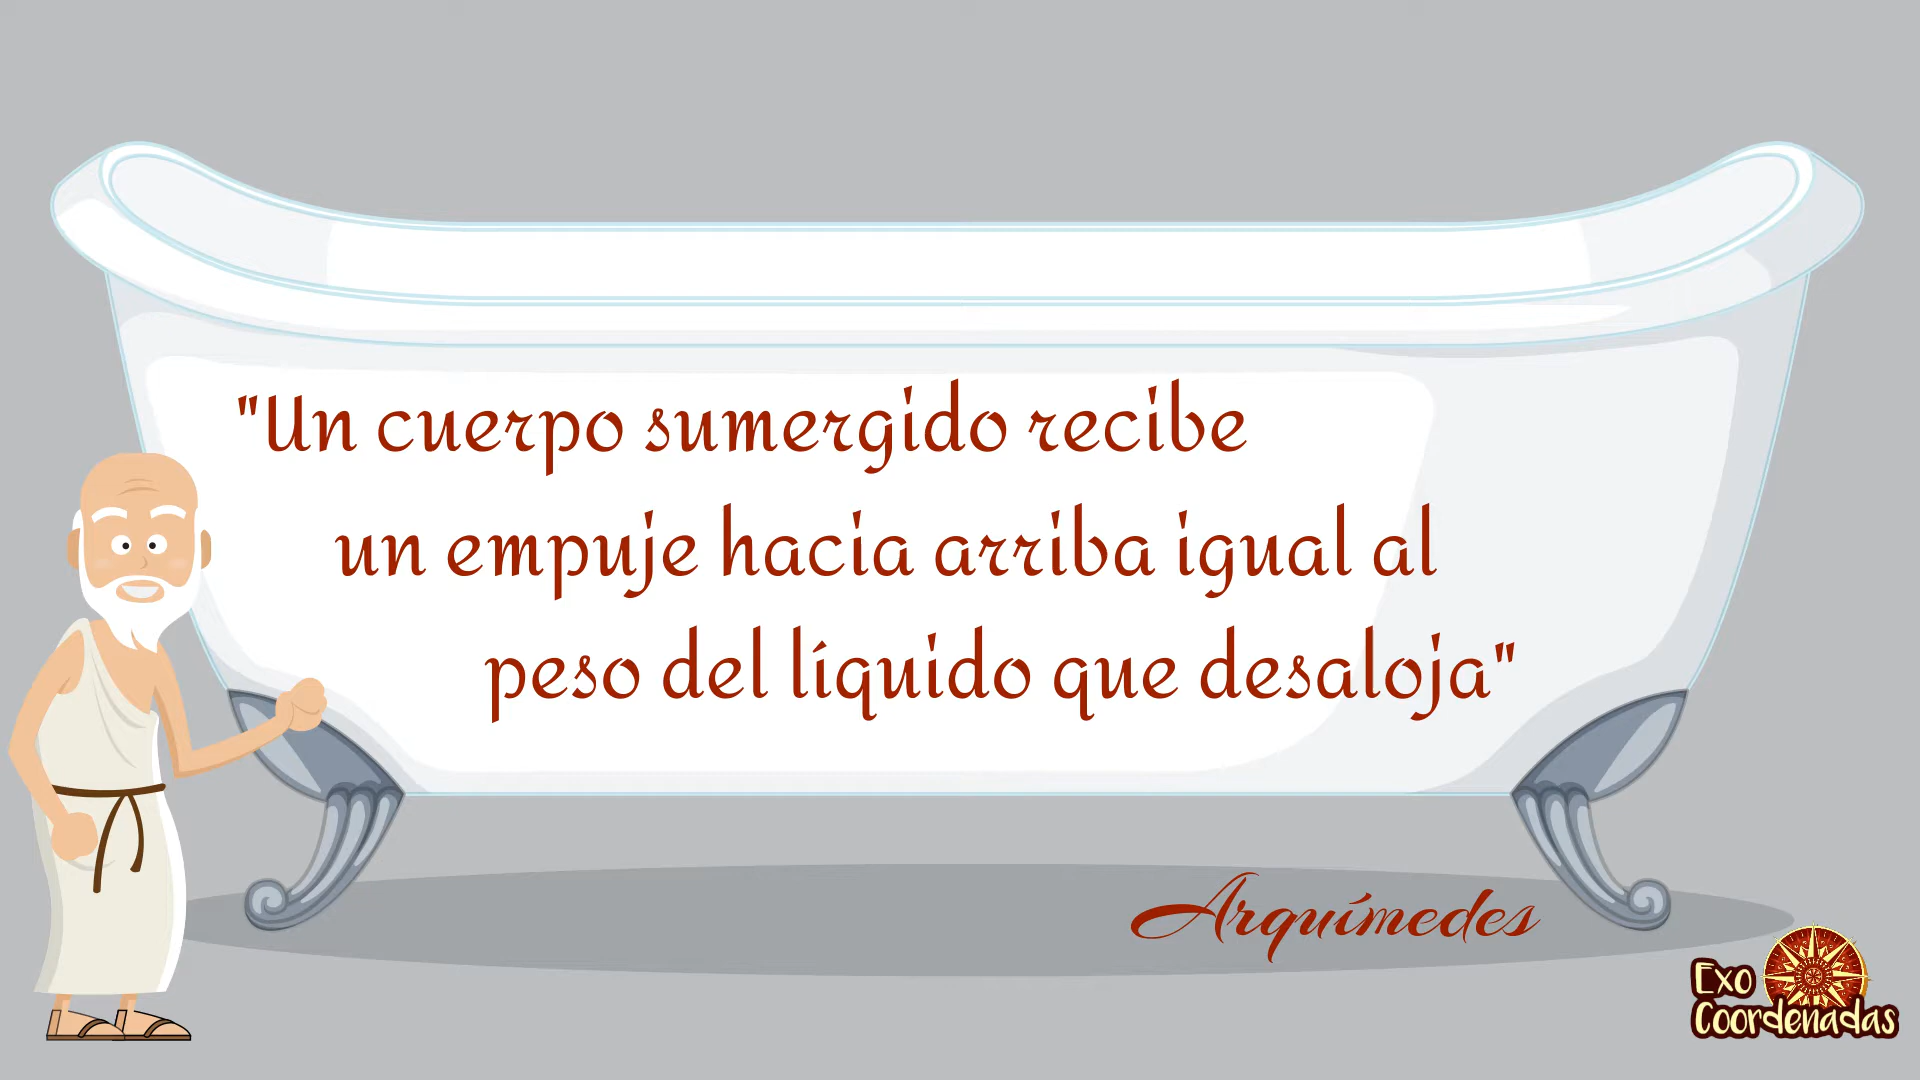 "Un cuerpo sumergido recibe
un empuje hacia arriba igual al
peso del líquido que desaloja"
Arquímedes
Exo
Coordenadas